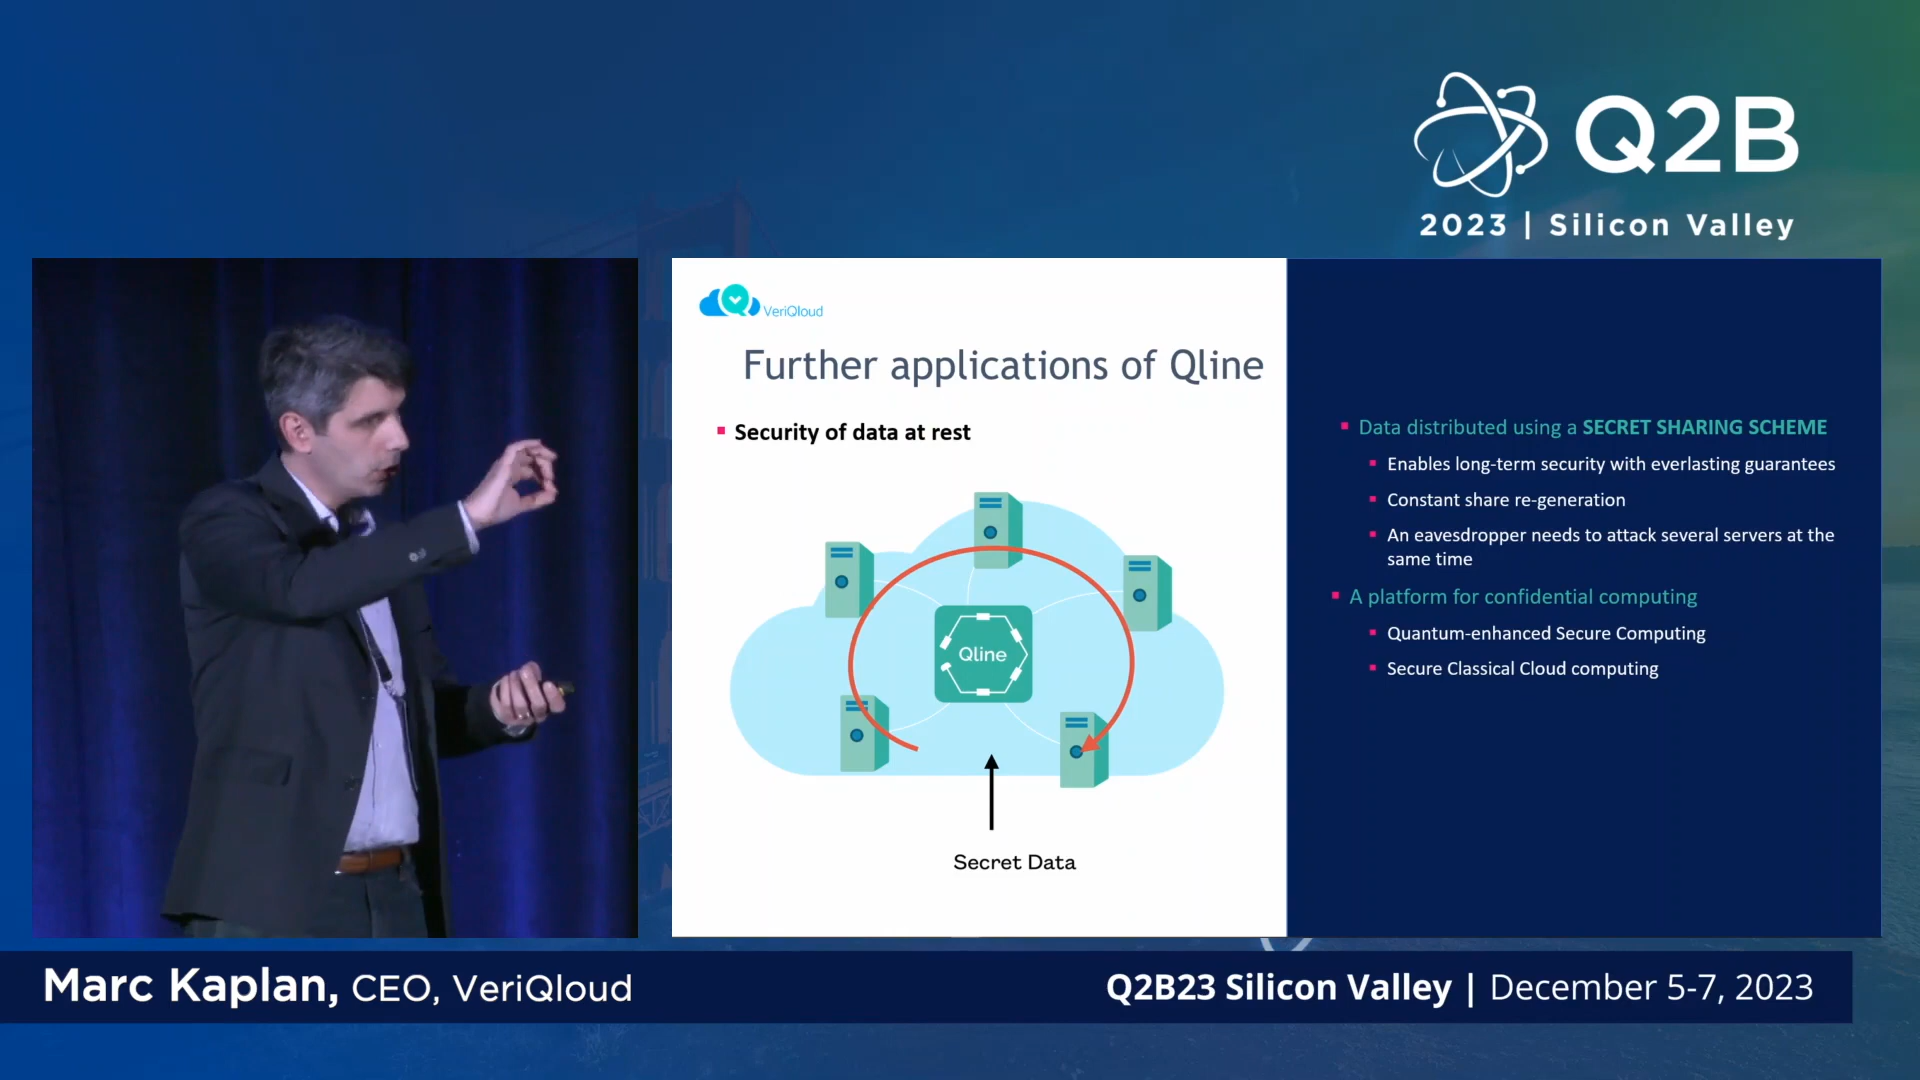 Q2B
2023 | Silicon Valley
VeriQloud
Further applications of Qline
Security of data at rest
Qline
Secret Data
Data distributed using a SECRET SHARING SCHEME
Enables long-term security with everlasting guarantees
Constant share re-generation
An eavesdropper needs to attack several servers at the
same time
A platform for confidential computing
Quantum-enhanced Secure Computing
Secure Classical Cloud computing
Marc Kaplan, CEO, VeriQloud
Q2B23 Silicon Valley | December 5-7, 2023